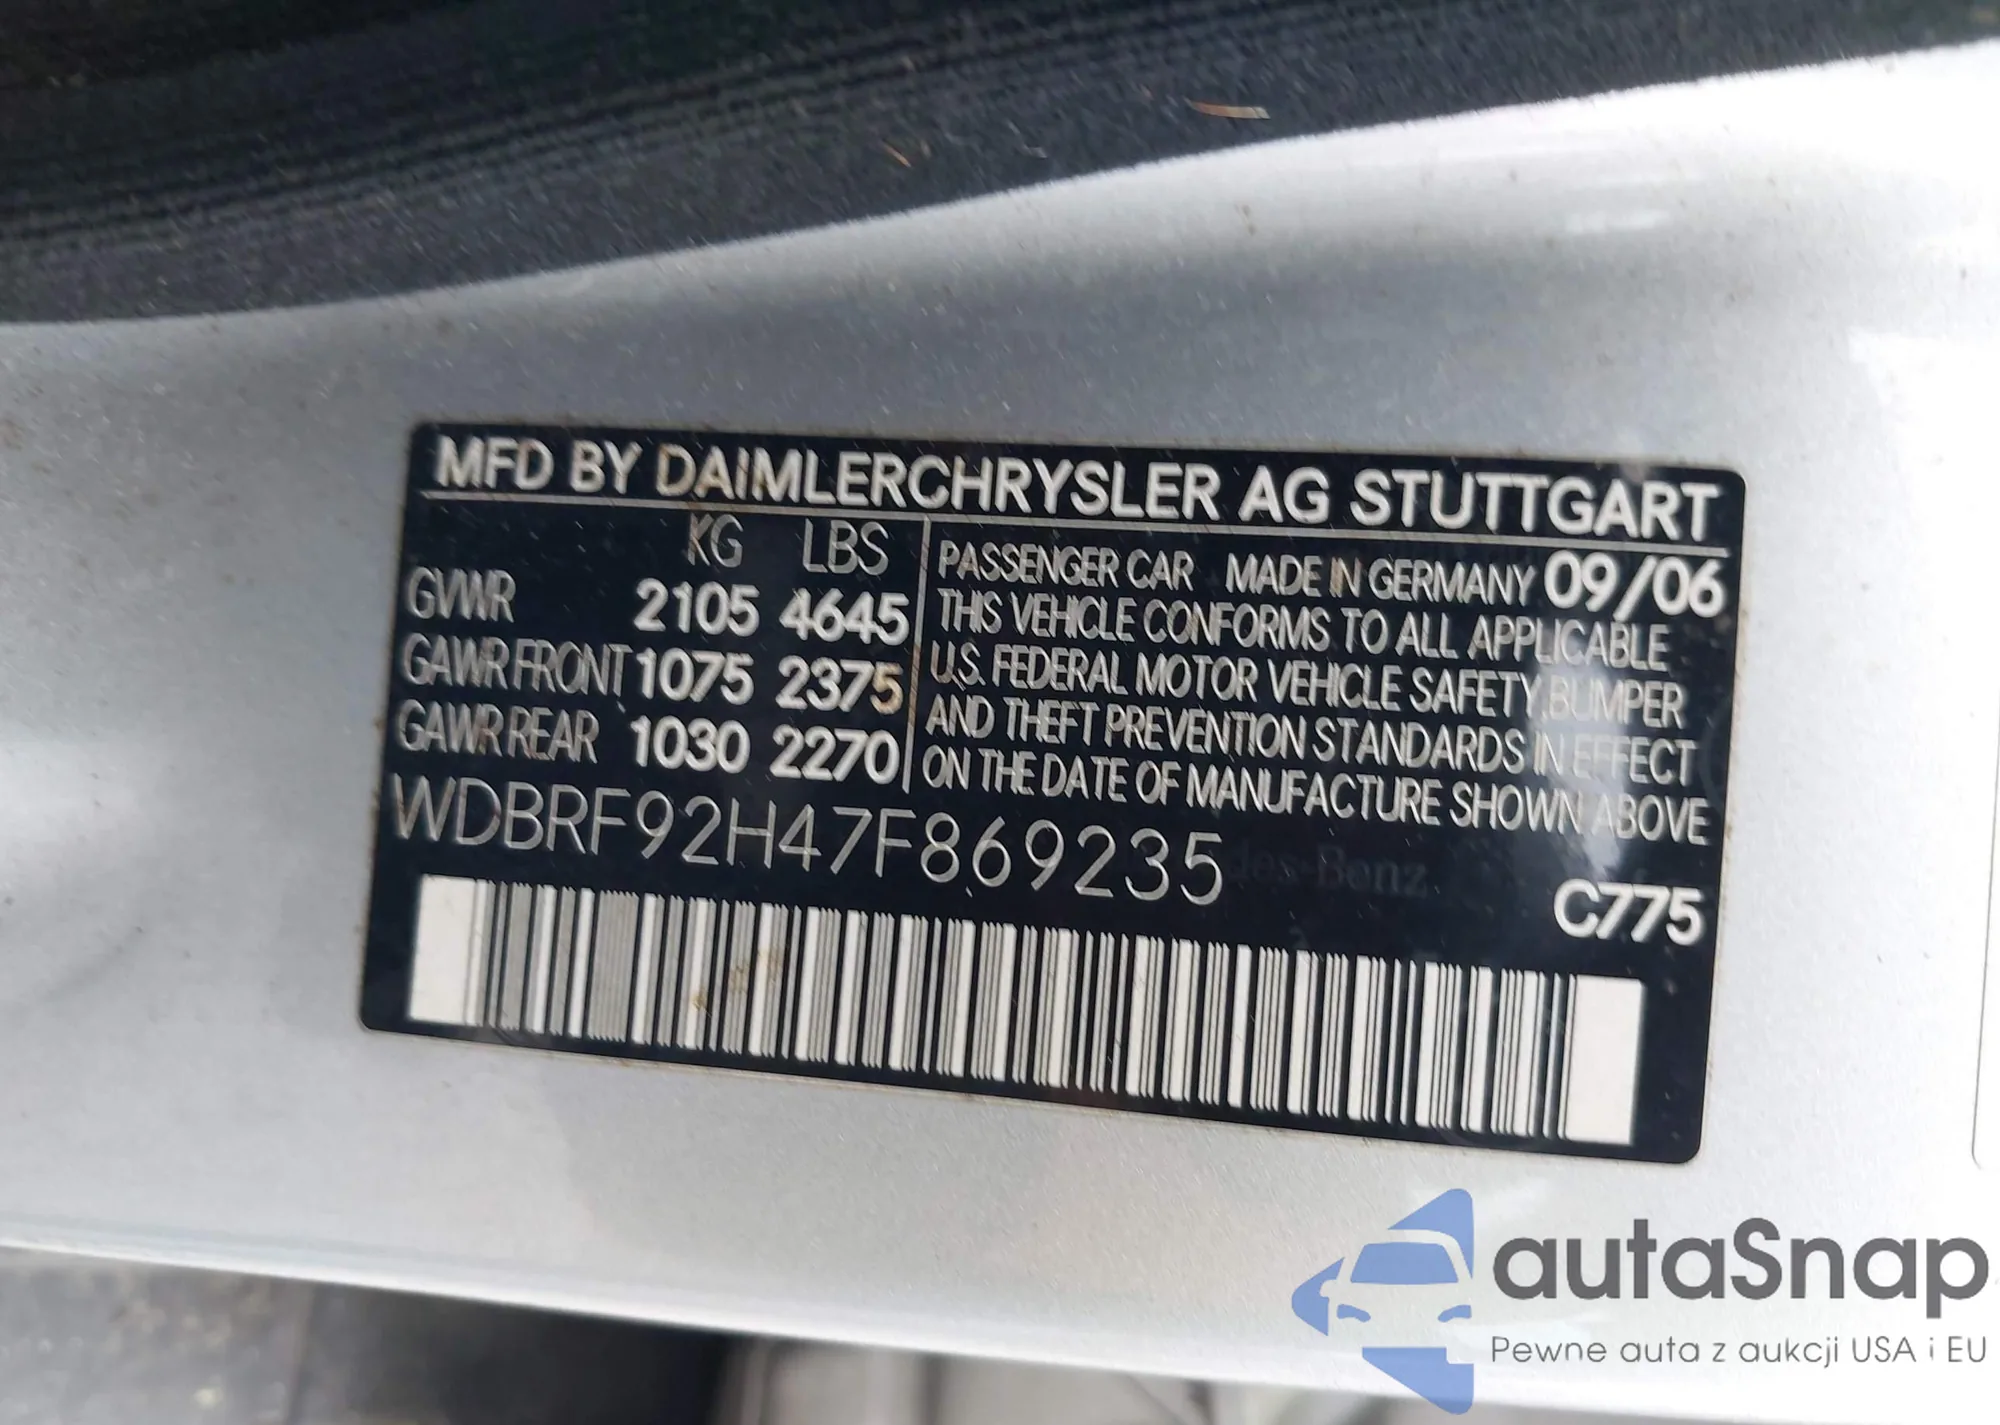 MFD BY DAIMLERCHRYSLER AG STUTTGART
KG LBS
GVWR 2105 4645
GAWR FRONT 1075 2375
GAWR REAR 1030 2270
PASSENGER CAR MADE IN GERMANY 09/06
THIS VEHICLE CONFORMS TO ALL APPLICABLE
U.S. FEDERAL MOTOR VEHICLE SAFETY, BUMPER
AND THEFT PREVENTION STANDARDS IN EFFECT
ON THE DATE OF MANUFACTURE SHOWN ABOVE
WDBRF92H47F869235
C775
autaSnap
Pewne auta z aukcji USA i EU